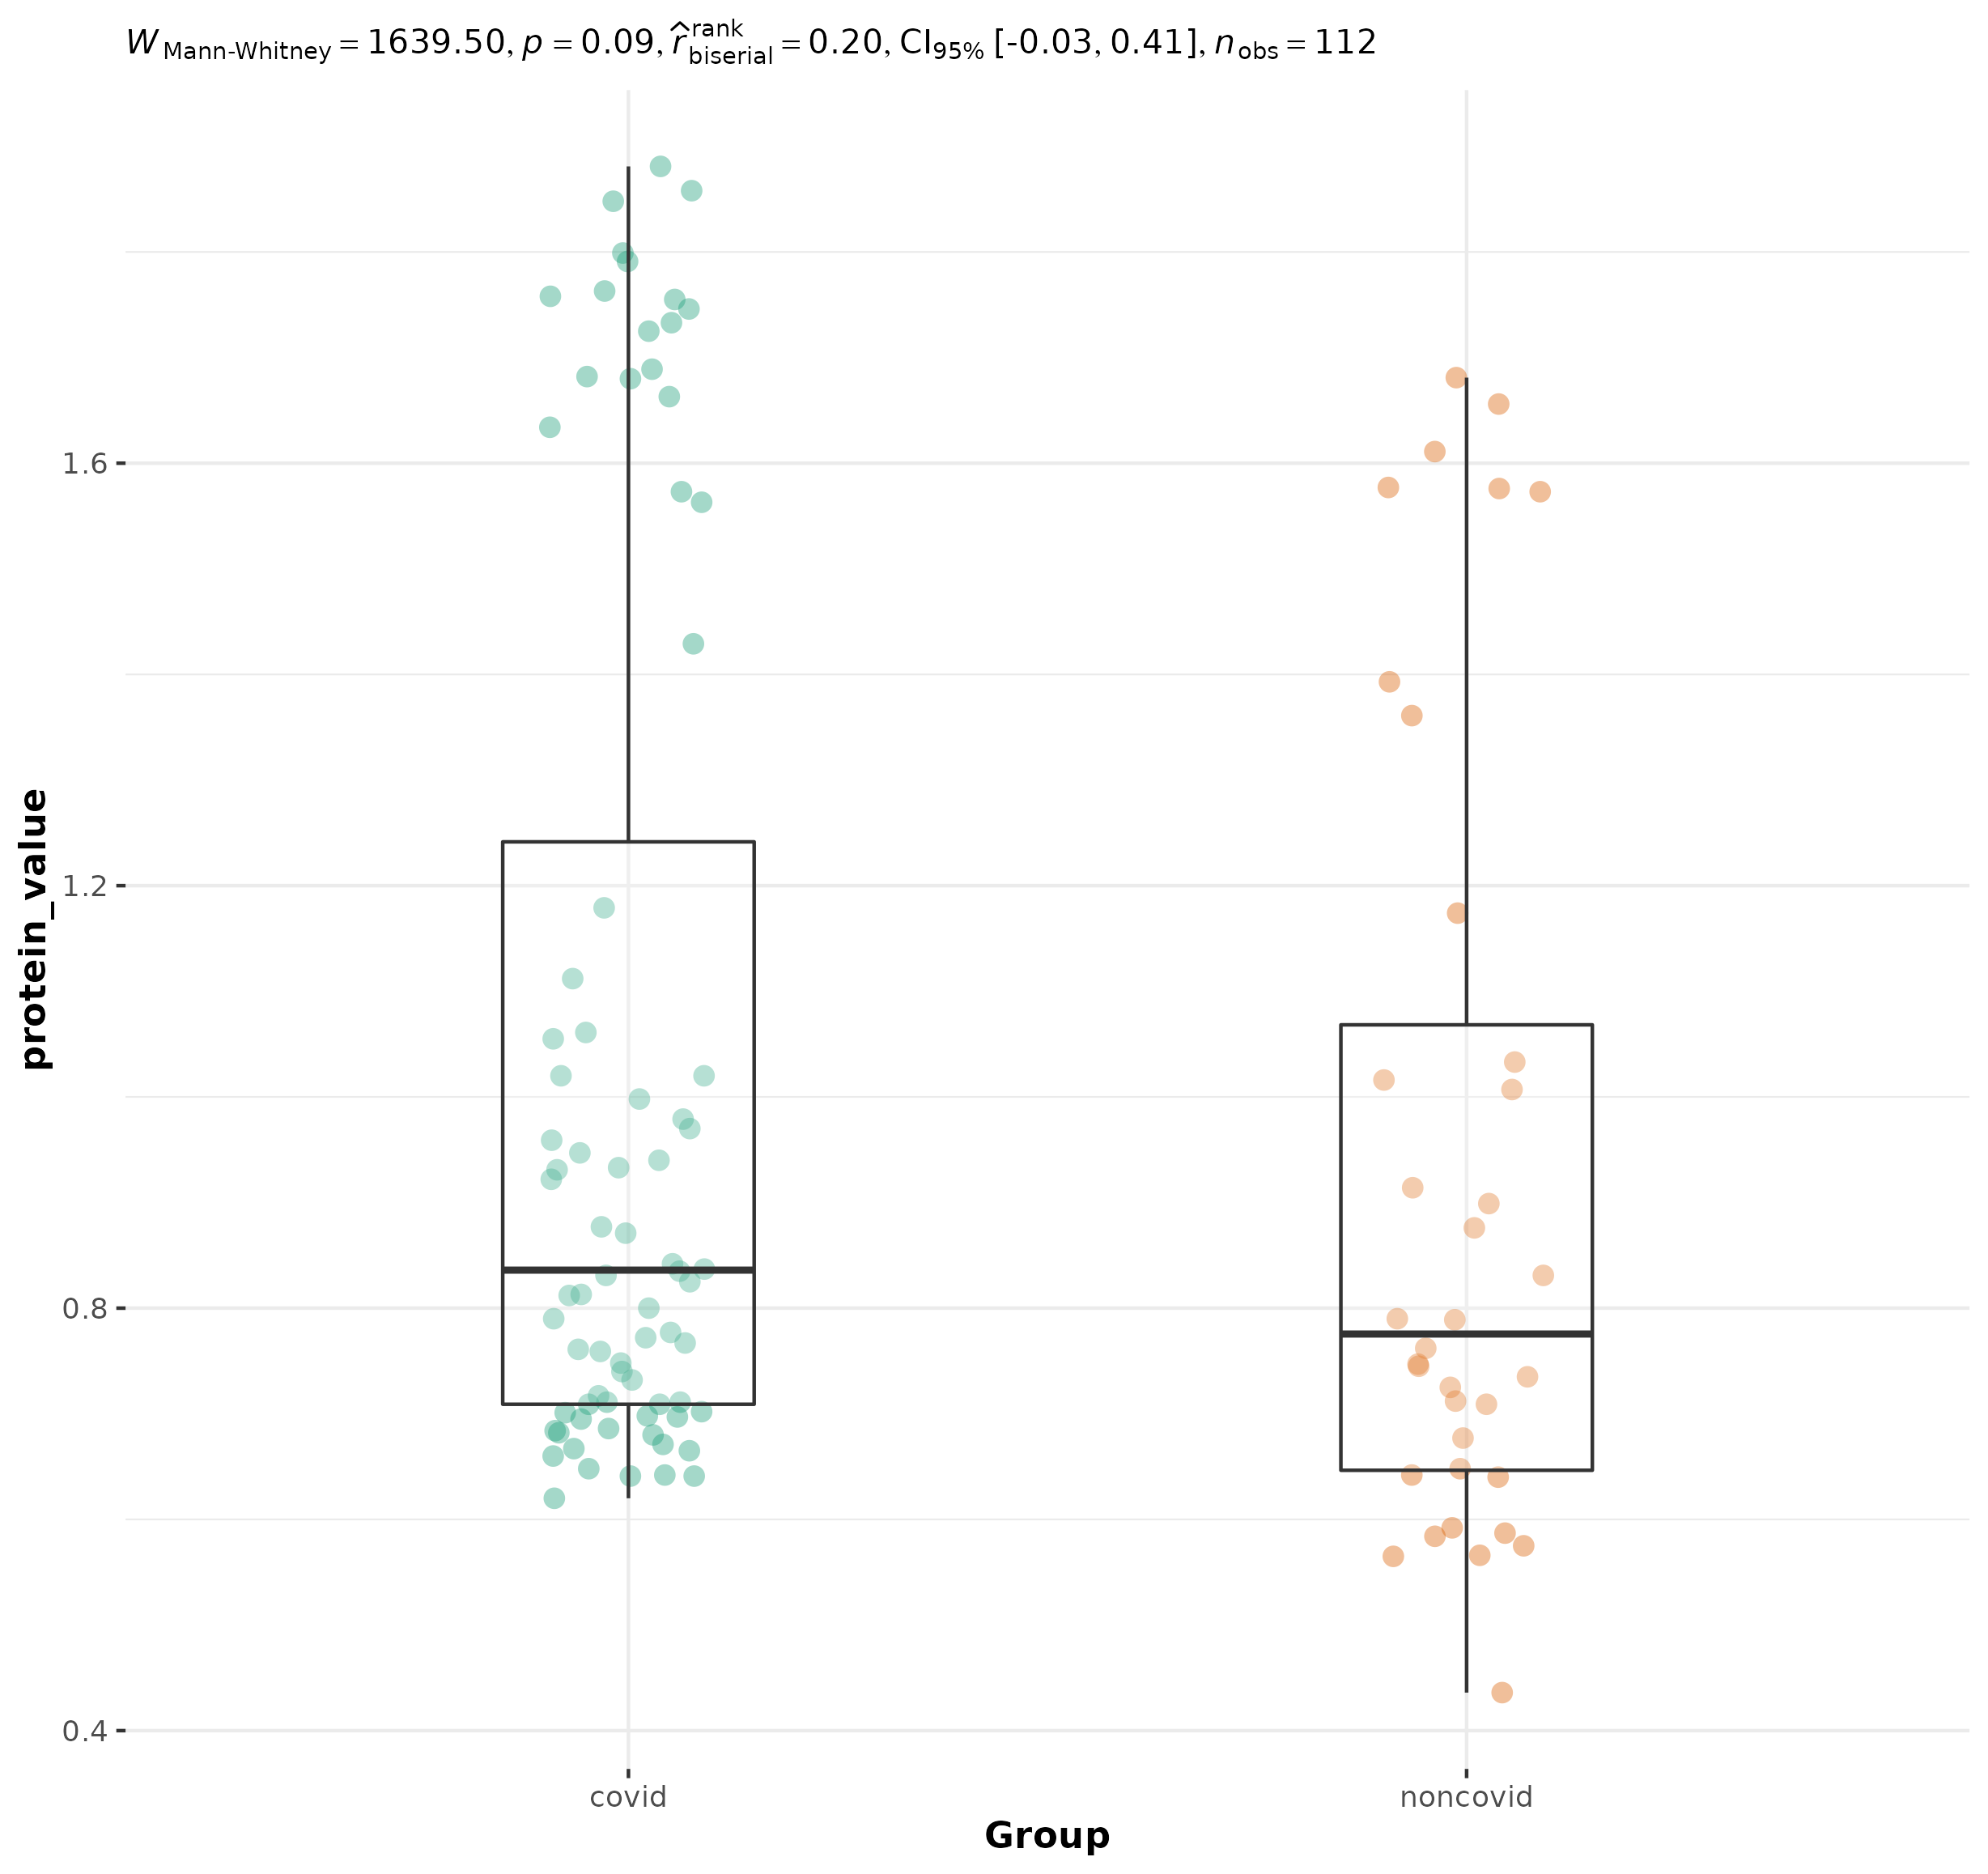 W Mann-Whitney = 1639.50, p = 0.09, r̂ rank biserial = 0.20, CI95% [-0.03, 0.41], n obs = 112
protein_value
1.6
1.2
0.8
0.4
covid noncovid
Group